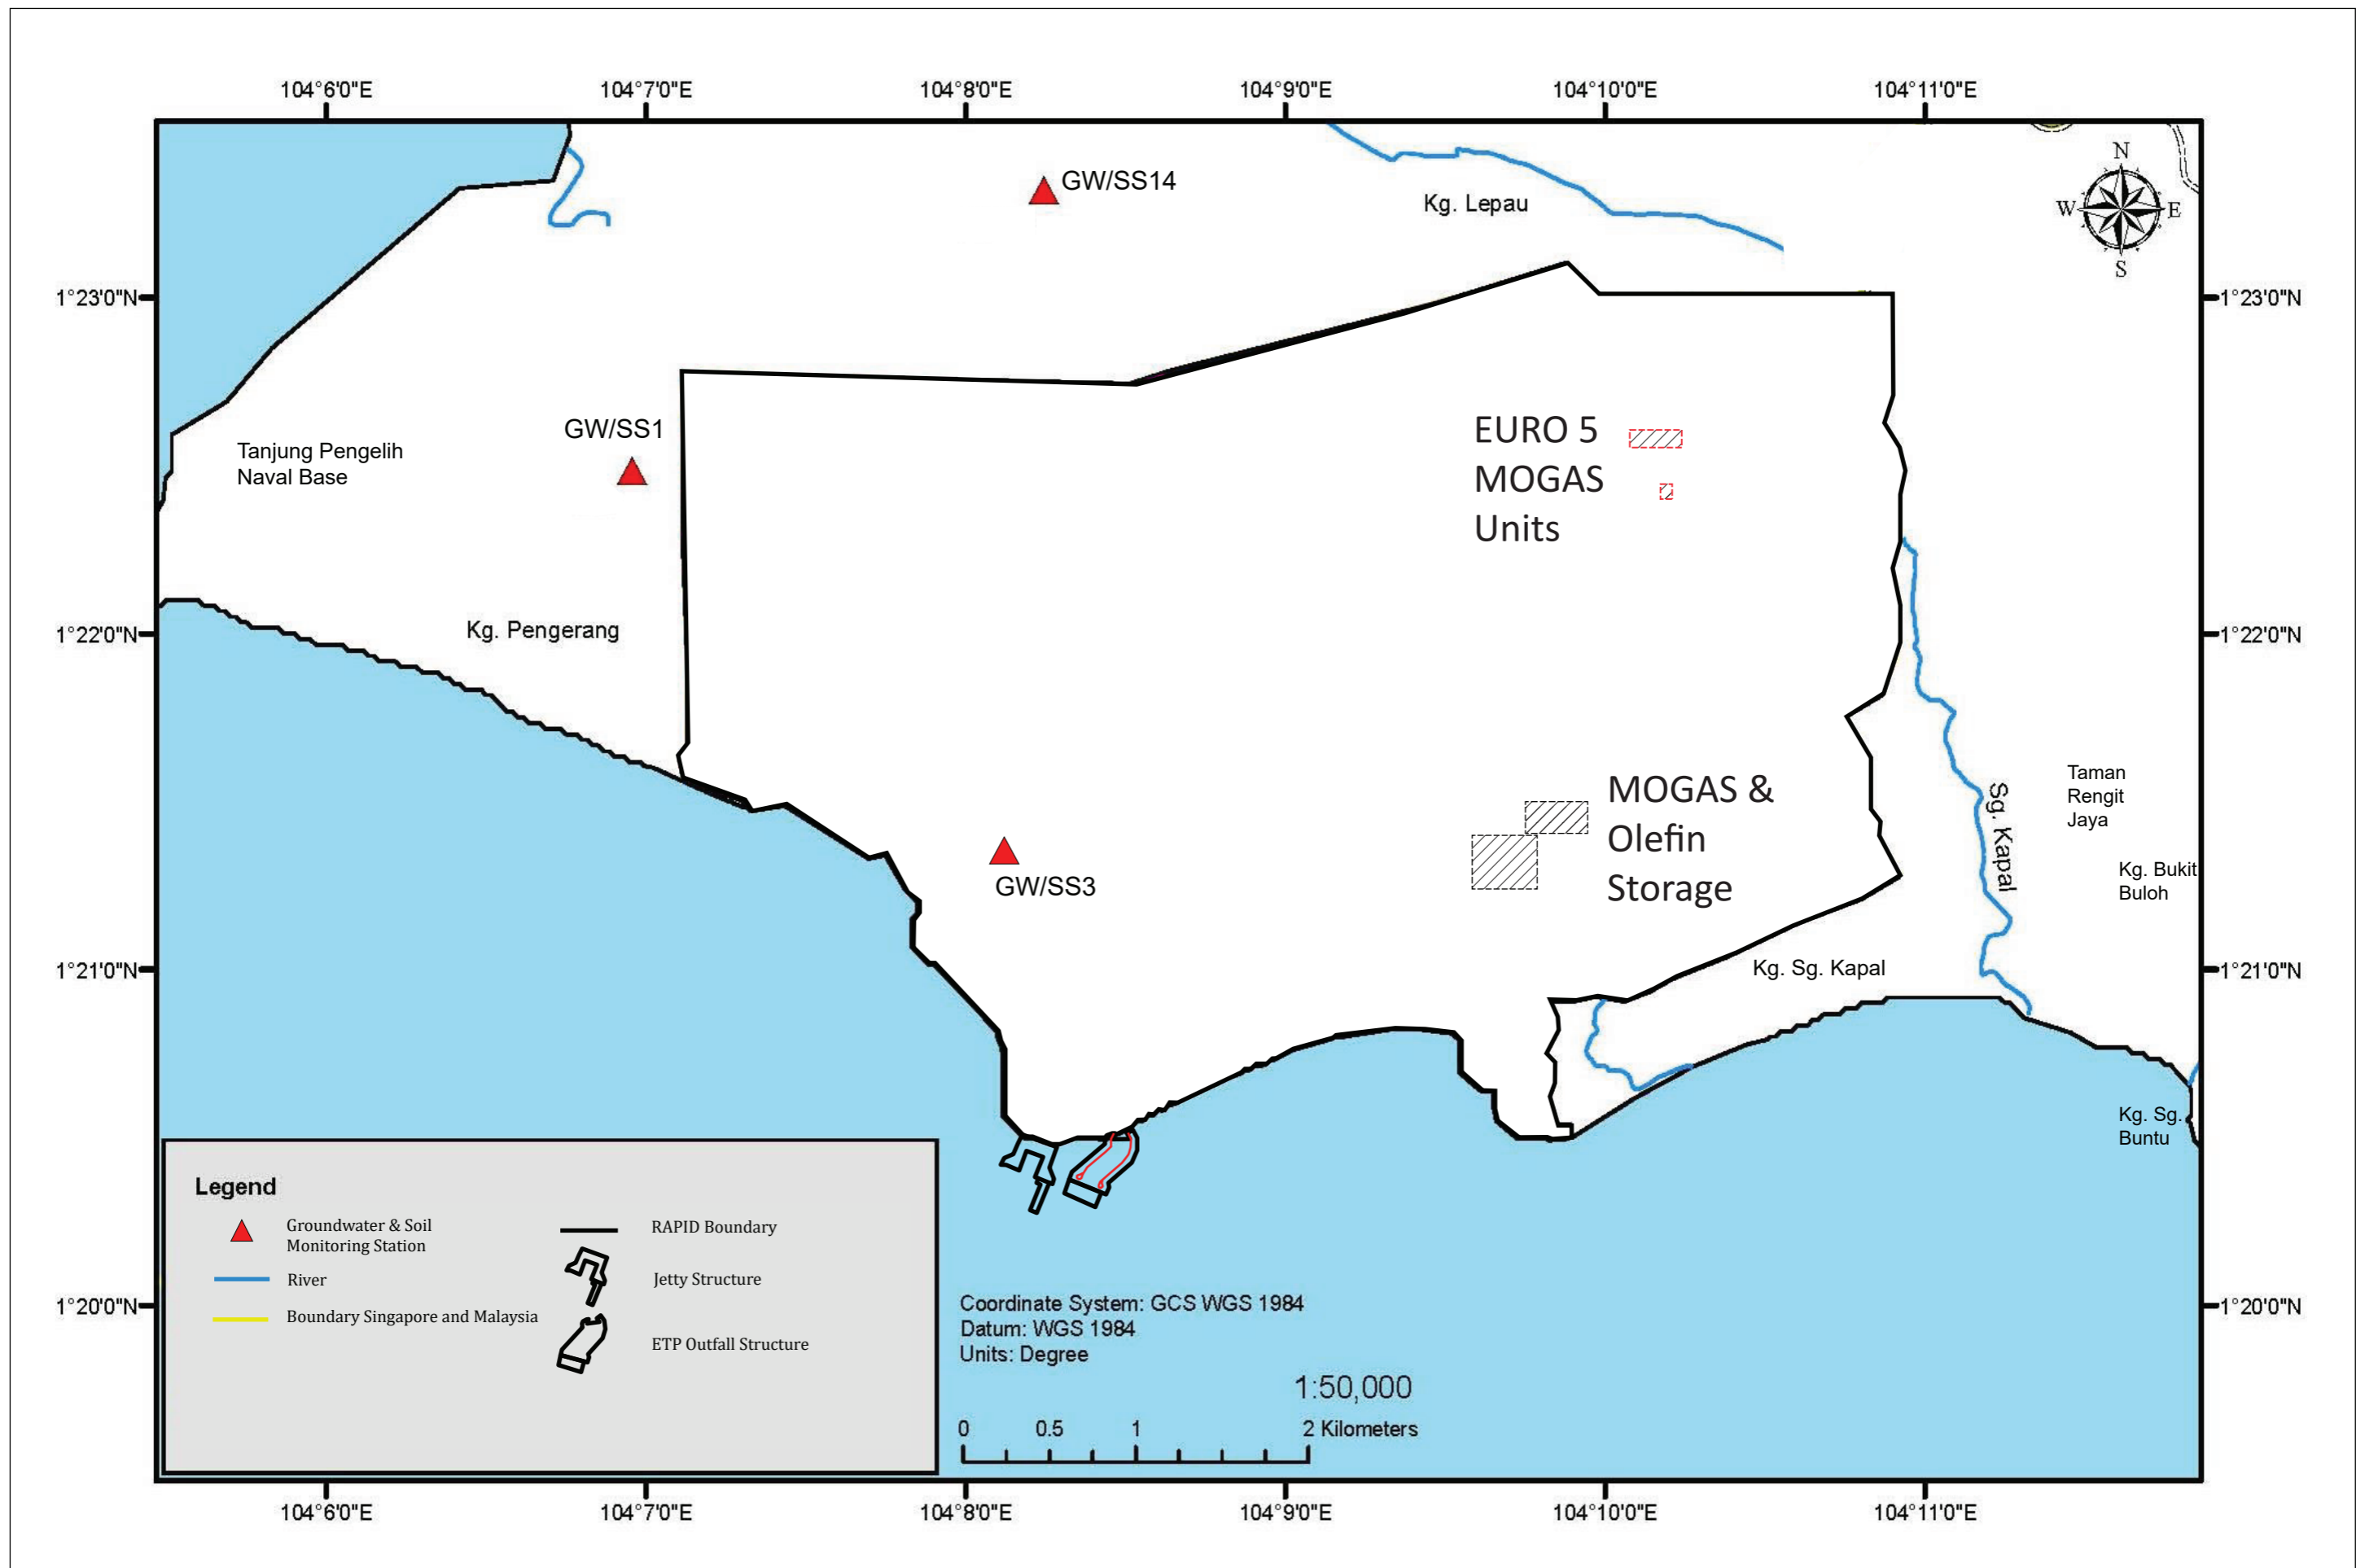 104°6'0"E
104°7'0"E
104°8'0"E
104°9'0"E
104°10'0"E
104°11'0"E
N
W
E
S
GW/SS14
Kg. Lepau
1°23'0"N
1°23'0"N
GW/SS1
EURO 5
MOGAS
Units
Tanjung Pengelih
Naval Base
1°22'0"N
Kg. Pengerang
1°22'0"N
MOGAS &
Olefin
Storage
Sg. Kapal
Taman
Rengit
Jaya
GW/SS3
Kg. Bukit
Buloh
1°21'0"N
Kg. Sg. Kapal
1°21'0"N
Kg. Sg.
Buntu
Legend
Groundwater & Soil
Monitoring Station
River
Boundary Singapore and Malaysia
RAPID Boundary
Jetty Structure
ETP Outfall Structure
1°20'0"N
1°20'0"N
Coordinate System: GCS WGS 1984
Datum: WGS 1984
Units: Degree
1:50,000
0 0.5 1 2 Kilometers
104°6'0"E
104°7'0"E
104°8'0"E
104°9'0"E
104°10'0"E
104°11'0"E